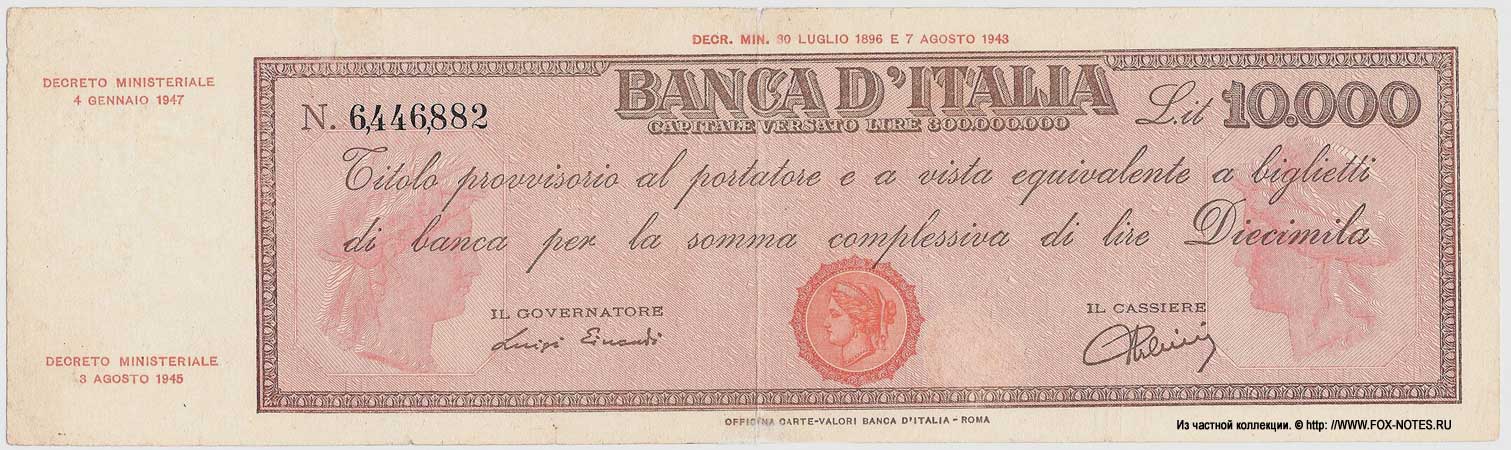 DECR. MIN. 30 LUGLIO 1896 E 7 AGOSTO 1943
DECRETO MINISTERIALE
4 GENNAIO 1947
BANCA D'ITALIA
CAPITALE VERSATO LIRE 300.000.000
N. 6,446,882
L.it 10.000
Titolo provvisorio al portatore e a vista equivalente a biglietti
di banca per la somma complessiva di lire Diecimila
IL GOVERNATORE
Luigi Einaudi
IL CASSIERE
DECRETO MINISTERIALE
3 AGOSTO 1945
OFFICINA CARTE-VALORI BANCA D'ITALIA - ROMA
Из частной коллекции. © http: //WWW.FOX-NOTES.RU